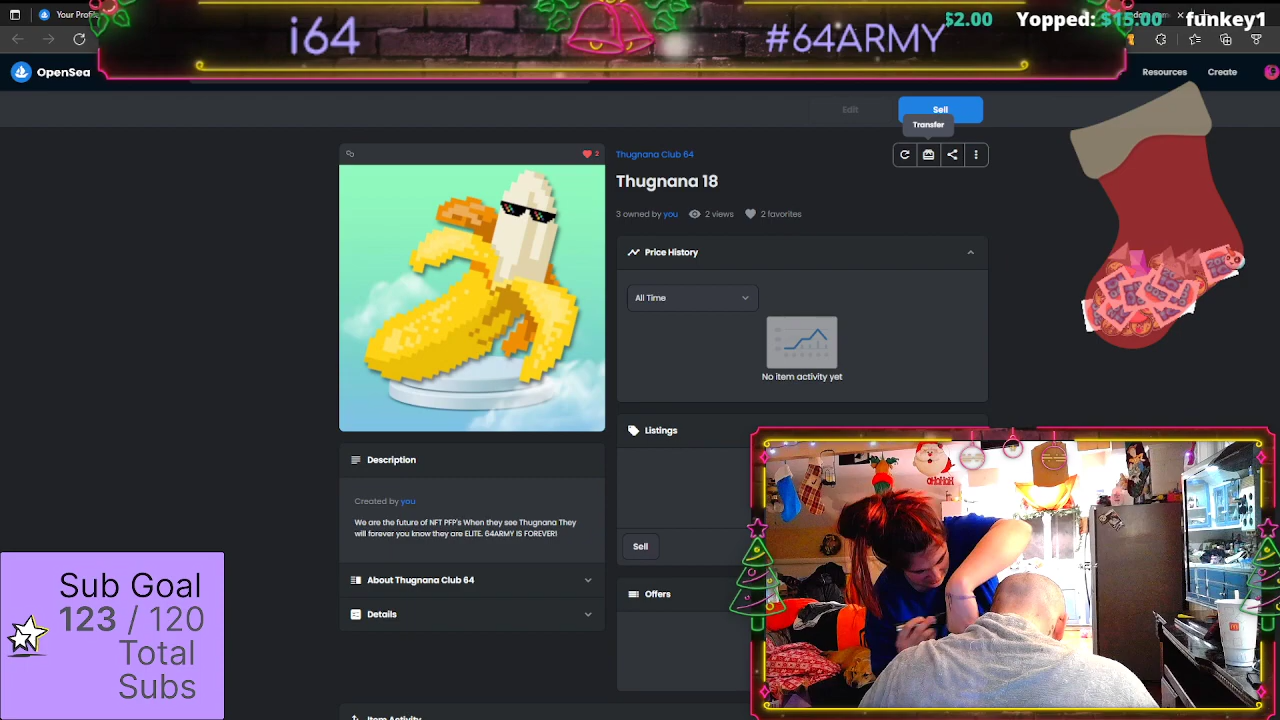 Your Profi
i64
#64ARMY
$2.00
Yopped: $15.00
funkey1
OpenSea
Resources
Create
Edit
Sell
Transfer
2
Thugnana Club 64
Thugnana 18
3 owned by you
2 views
2 favorites
Price History
All Time
No item activity yet
Listings
Sell
Offers
Description
Created by you
We are the future of NFT PFP's When they see Thugnana They
will forever you know they are ELITE. 64ARMY IS FOREVER!
About Thugnana Club 64
Details
Item Activity
Sub Goal
123 / 120
Total
Subs